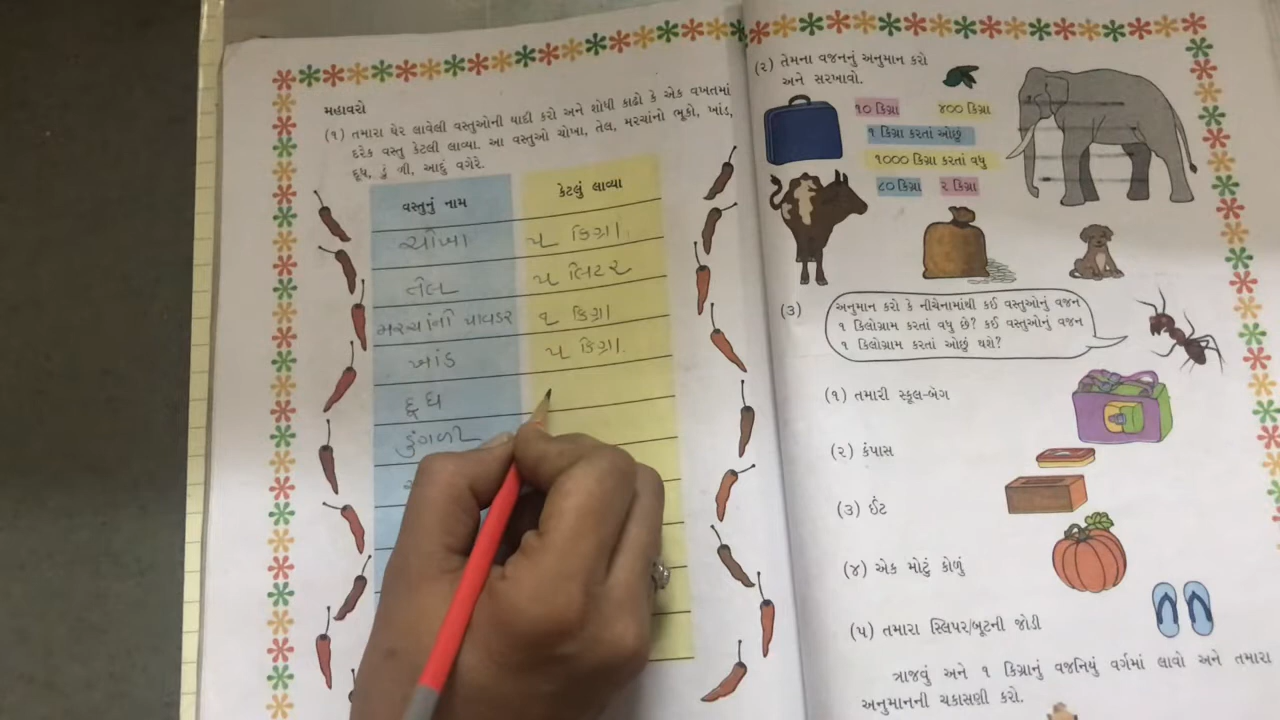 મહાવરો
(૧) તમારા ઘેર લાવેલી વસ્તુઓની યાદી કરો અને શોધી કાઢો કે એક વખતમાં
દરેક વસ્તુ કેટલી લાવ્યા. આ વસ્તુઓ ચોખા, તેલ, મરચાંનો ભૂકો, ખાંડ,
દૂધ, ડું ળી, આદું વગેરે.
વસ્તુનું નામ કેટલું લાવ્યા
ચોખા ૫ કિગ્રા.
તેલ ૫ લિટર
મરચાંનો પાવડર ૧ કિગ્રા
ખાંડ ૫ કિગ્રા.
દૂધ
ડુંગળી
(૨) તેમના વજનનું અનુમાન કરો
અને સરખાવો.
૧૦ કિગ્રા ૪૦૦ કિગ્રા
૧ કિગ્રા કરતાં ઓછું
૧૦૦૦ કિગ્રા કરતાં વધુ
૮૦ કિગ્રા ૨ કિગ્રા
(૩) અનુમાન કરો કે નીચેનામાંથી કઈ વસ્તુઓનું વજન
૧ કિલોગ્રામ કરતાં વધુ છે? કઈ વસ્તુઓનું વજન
૧ કિલોગ્રામ કરતાં ઓછું થશે?
(૧) તમારી સ્કૂલ-બેગ
(૨) કંપાસ
(૩) ઈંટ
(૪) એક મોટું કોળું
(૫) તમારા સ્લિપર/બૂટની જોડી
ત્રાજવું અને ૧ કિગ્રાનું વજનિયું વર્ગમાં લાવો અને તમારા
અનુમાનની ચકાસણી કરો.